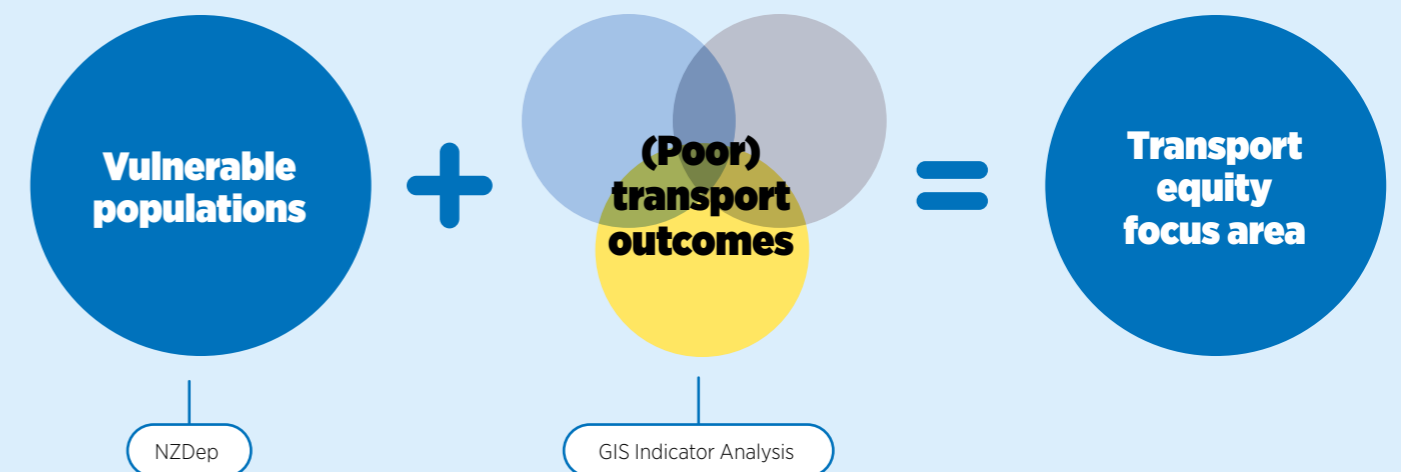 Vulnerable
populations
+
(Poor)
transport
outcomes
=
Transport
equity
focus area
NZDep
GIS Indicator Analysis